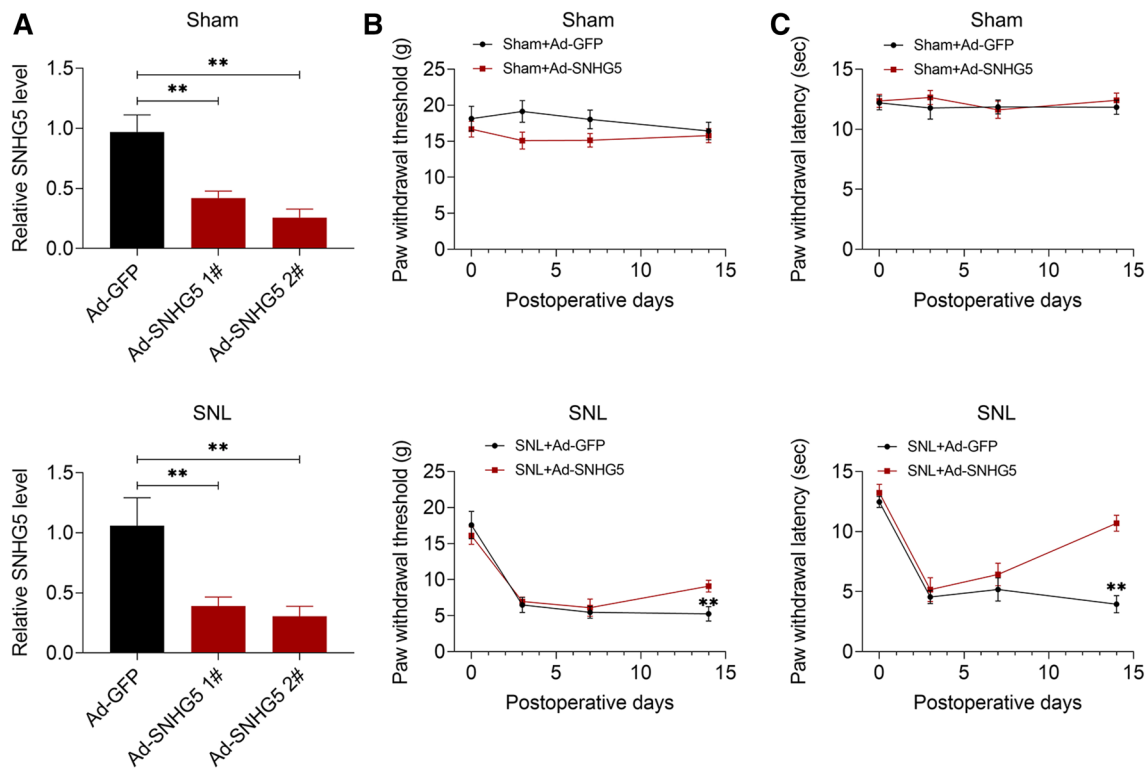 A
Sham
Relative SNHG5 level
1.5
1.0
0.5
0.0
**
**
Ad-GFP
Ad-SNHG5 1#
Ad-SNHG5 2#
B
Sham
Sham+Ad-GFP
Sham+Ad-SNHG5
Paw withdrawal threshold (g)
25
20
15
10
5
0
0 5 10 15
Postoperative days
C
Sham
Sham+Ad-GFP
Sham+Ad-SNHG5
Paw withdrawal latency (sec)
15
10
5
0
0 5 10 15
Postoperative days
SNL
Relative SNHG5 level
1.5
1.0
0.5
0.0
**
**
Ad-GFP
Ad-SNHG5 1#
Ad-SNHG5 2#
SNL
SNL+Ad-GFP
SNL+Ad-SNHG5
Paw withdrawal threshold (g)
25
20
15
10
5
0
**
0 5 10 15
Postoperative days
SNL
SNL+Ad-GFP
SNL+Ad-SNHG5
Paw withdrawal latency (sec)
15
10
5
0
**
0 5 10 15
Postoperative days